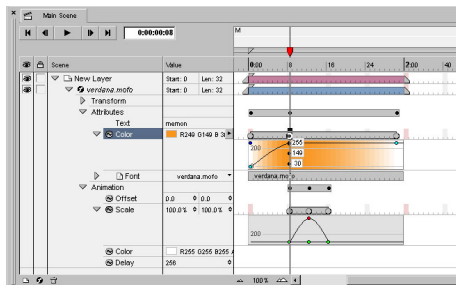 Main Scene
0:00:00:08
M
0:00 8 16 24 2:00 40
Scene Value
New Layer Start: 0 Len: 32
verdana.mofo Start: 0 Len: 32
Transform
Attributes
Text memon
Color R249 G149 B
200 255
149
30
Font verdana.mofo verdana.mo
Animation
Offset 0.0 0.0
Scale 100.0% 100.0%
200
Color R255 G255 B255
Delay 256
100%